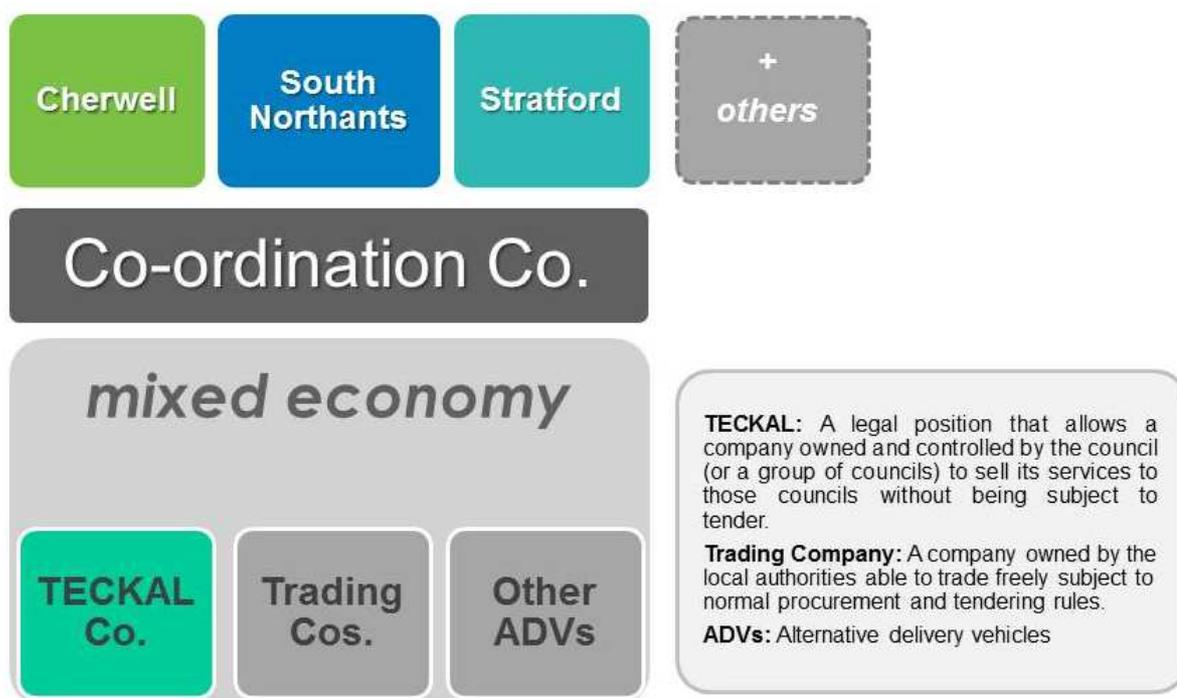 Cherwell
South
Northants
Stratford
+
others
Co-ordination Co.
mixed economy
TECKAL
Co.
Trading
Cos.
Other
ADVs
TECKAL: A legal position that allows a
company owned and controlled by the council
(or a group of councils) to sell its services to
those councils without being subject to
tender.
Trading Company: A company owned by the
local authorities able to trade freely subject to
normal procurement and tendering rules.
ADVs: Alternative delivery vehicles